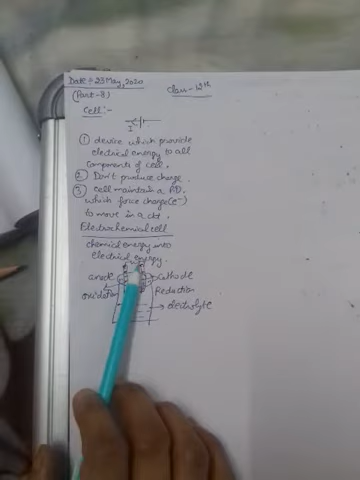 Date :- 23 May, 2020
(Part-8)
Class-12th
Cell:-
I
① device which provide
electrical energy to all
components of
② Don't produce charge.
③ cell maintain a PD,
which force charge(e⁻)
to move in a ckt.
Electrochemical cell
chemical energy into
electrical energy.
anode
Cathode
oxidation
Reduction
electrolyte